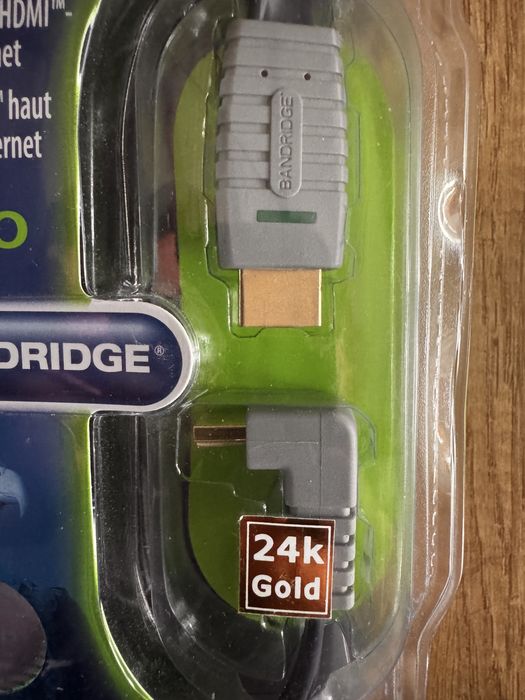 HDMI™-
net
haut
ernet
O
BANDRIDGE
DRIDGE®
24k
Gold